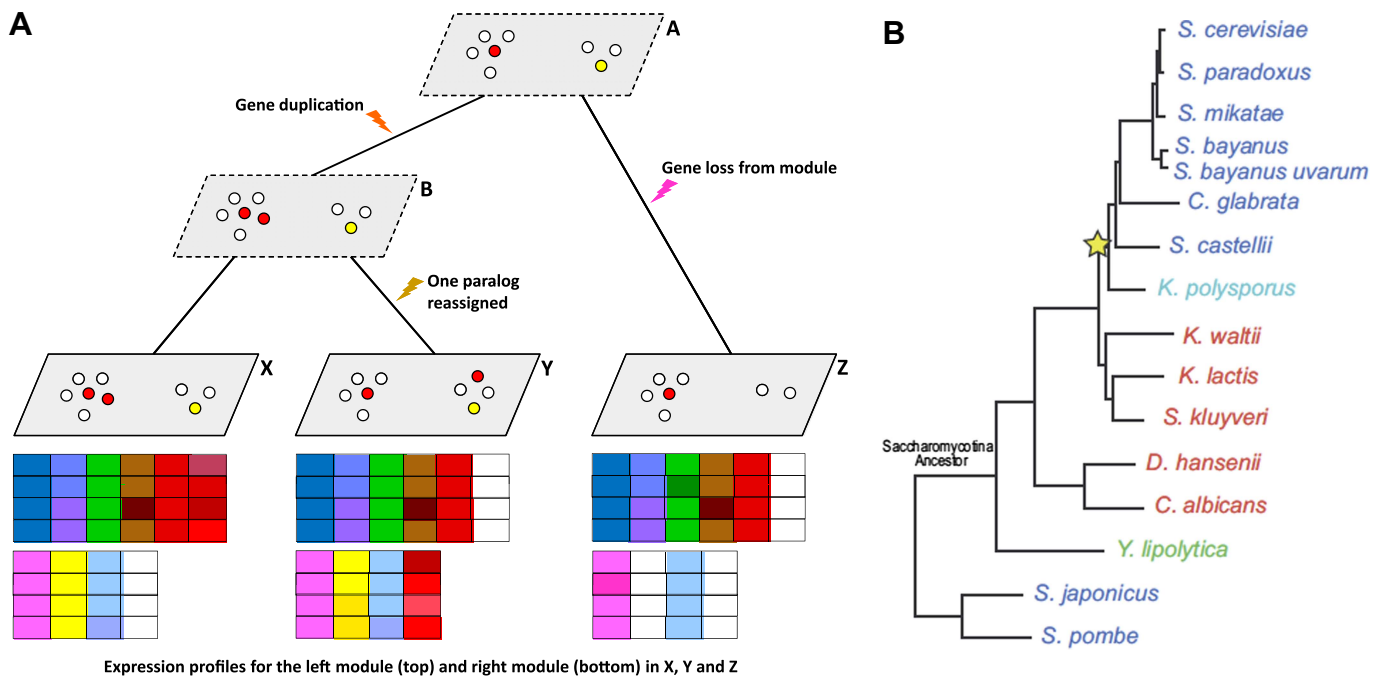 A
A
Gene duplication
Gene loss from module
B
One paralog
reassigned
X
Y
Z
Expression profiles for the left module (top) and right module (bottom) in X, Y and Z
B
S. cerevisiae
S. paradoxus
S. mikatae
S. bayanus
S. bayanus uvarum
C. glabrata
S. castellii
K. polysporus
K. waltii
K. lactis
S. kluyveri
Saccharomycotina
Ancestor
D. hansenii
C. albicans
Y. lipolytica
S. japonicus
S. pombe